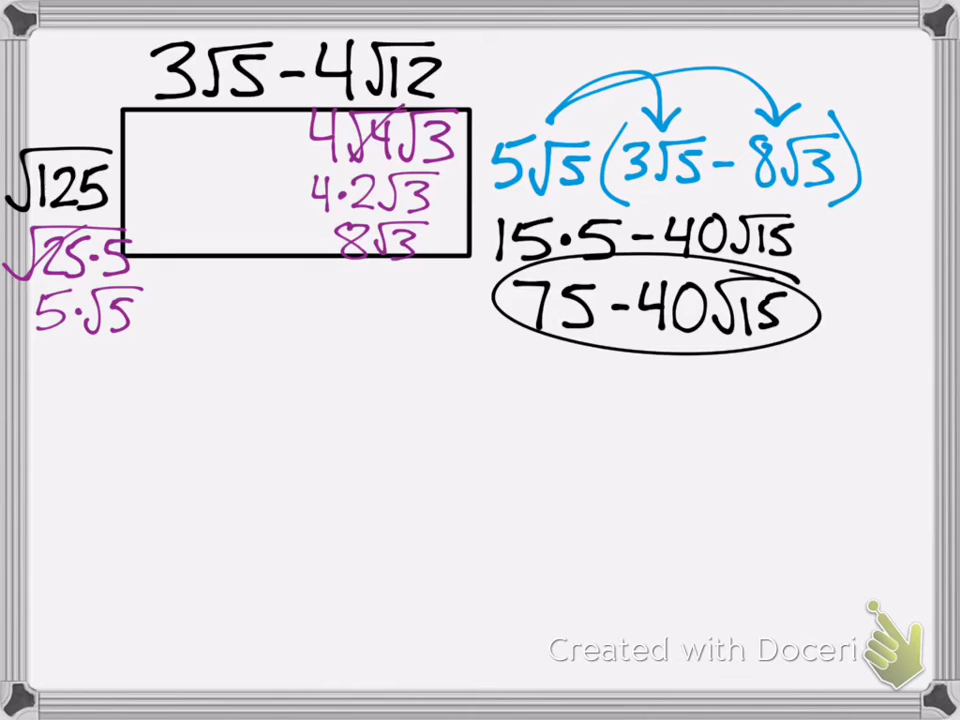 3√5 - 4√12
√125
√25·5
5·√5
4√4√3
4·2√3
8√3
5√5(3√5 - 8√3)
15·5 - 40√15
75 - 40√15
Created with Doceri